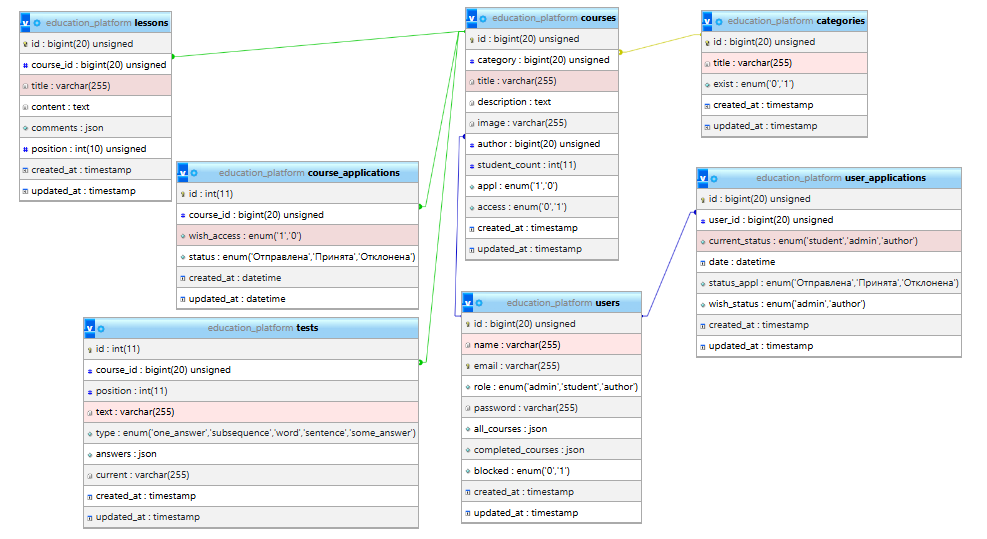 education_platform lessons
id : bigint(20) unsigned
course_id : bigint(20) unsigned
title : varchar(255)
content : text
comments : json
position : int(10) unsigned
created_at : timestamp
updated_at : timestamp
education_platform course_applications
id : int(11)
course_id : bigint(20) unsigned
wish_access : enum('1','0')
status : enum('Отправлена','Принята','Отклонена')
created_at : datetime
updated_at : datetime
education_platform tests
id : int(11)
course_id : bigint(20) unsigned
position : int(11)
text : varchar(255)
type : enum('one_answer','subsequence','word','sentence','some_answer')
answers : json
current : varchar(255)
created_at : timestamp
updated_at : timestamp
education_platform courses
id : bigint(20) unsigned
category : bigint(20) unsigned
title : varchar(255)
description : text
image : varchar(255)
author : bigint(20) unsigned
student_count : int(11)
appl : enum('1','0')
access : enum('0','1')
created_at : timestamp
updated_at : timestamp
education_platform users
id : bigint(20) unsigned
name : varchar(255)
email : varchar(255)
role : enum('admin','student','author')
password : varchar(255)
all_courses : json
completed_courses : json
blocked : enum('0','1')
created_at : timestamp
updated_at : timestamp
education_platform categories
id : bigint(20) unsigned
title : varchar(255)
exist : enum('0','1')
created_at : timestamp
updated_at : timestamp
education_platform user_applications
id : bigint(20) unsigned
user_id : bigint(20) unsigned
current_status : enum('student','admin','author')
date : datetime
status_appl : enum('Отправлена','Принята','Отклонена')
wish_status : enum('admin','author')
created_at : timestamp
updated_at : timestamp